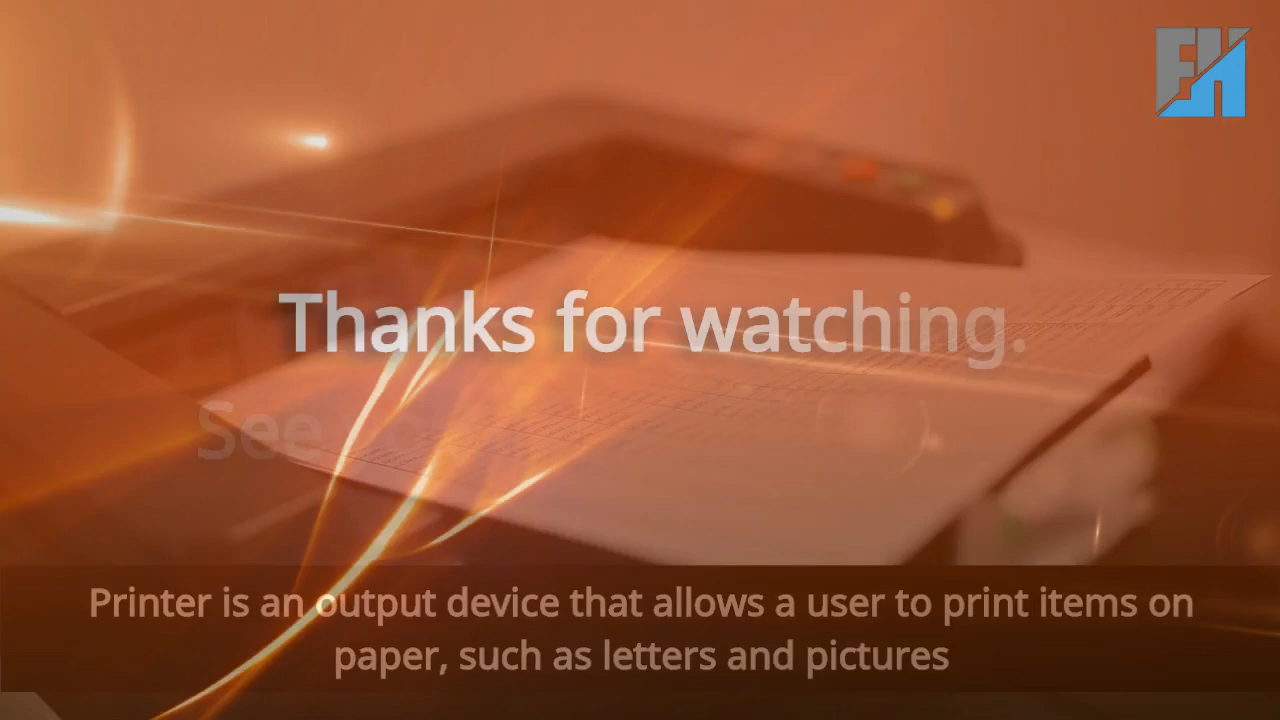 Thanks for watching.
See
Printer is an output device that allows a user to print items on
paper, such as letters and pictures